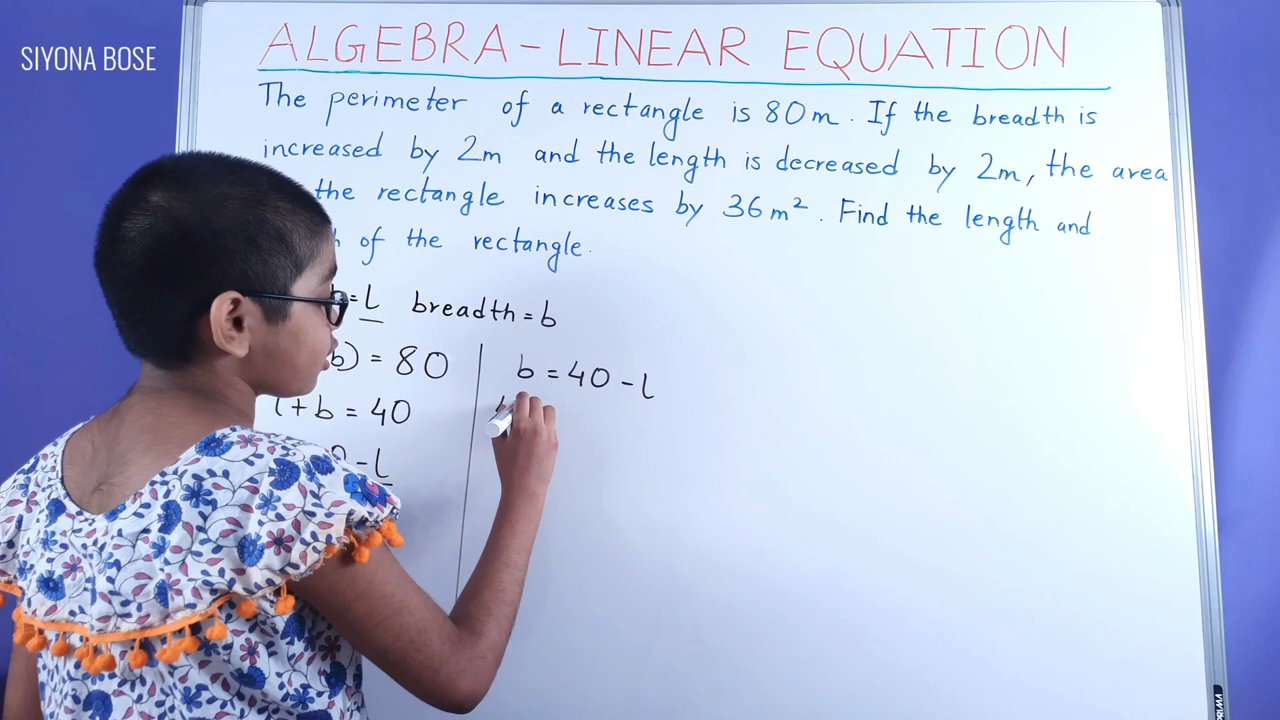 SIYONA BOSE
ALGEBRA - LINEAR EQUATION
The perimeter of a rectangle is 80m. If the breadth is
increased by 2m and the length is decreased by 2m, the area
the rectangle increases by 36m². Find the length and
of the rectangle.
= l breadth = b
b) = 80
b = 40 - l
l + b = 40
- l